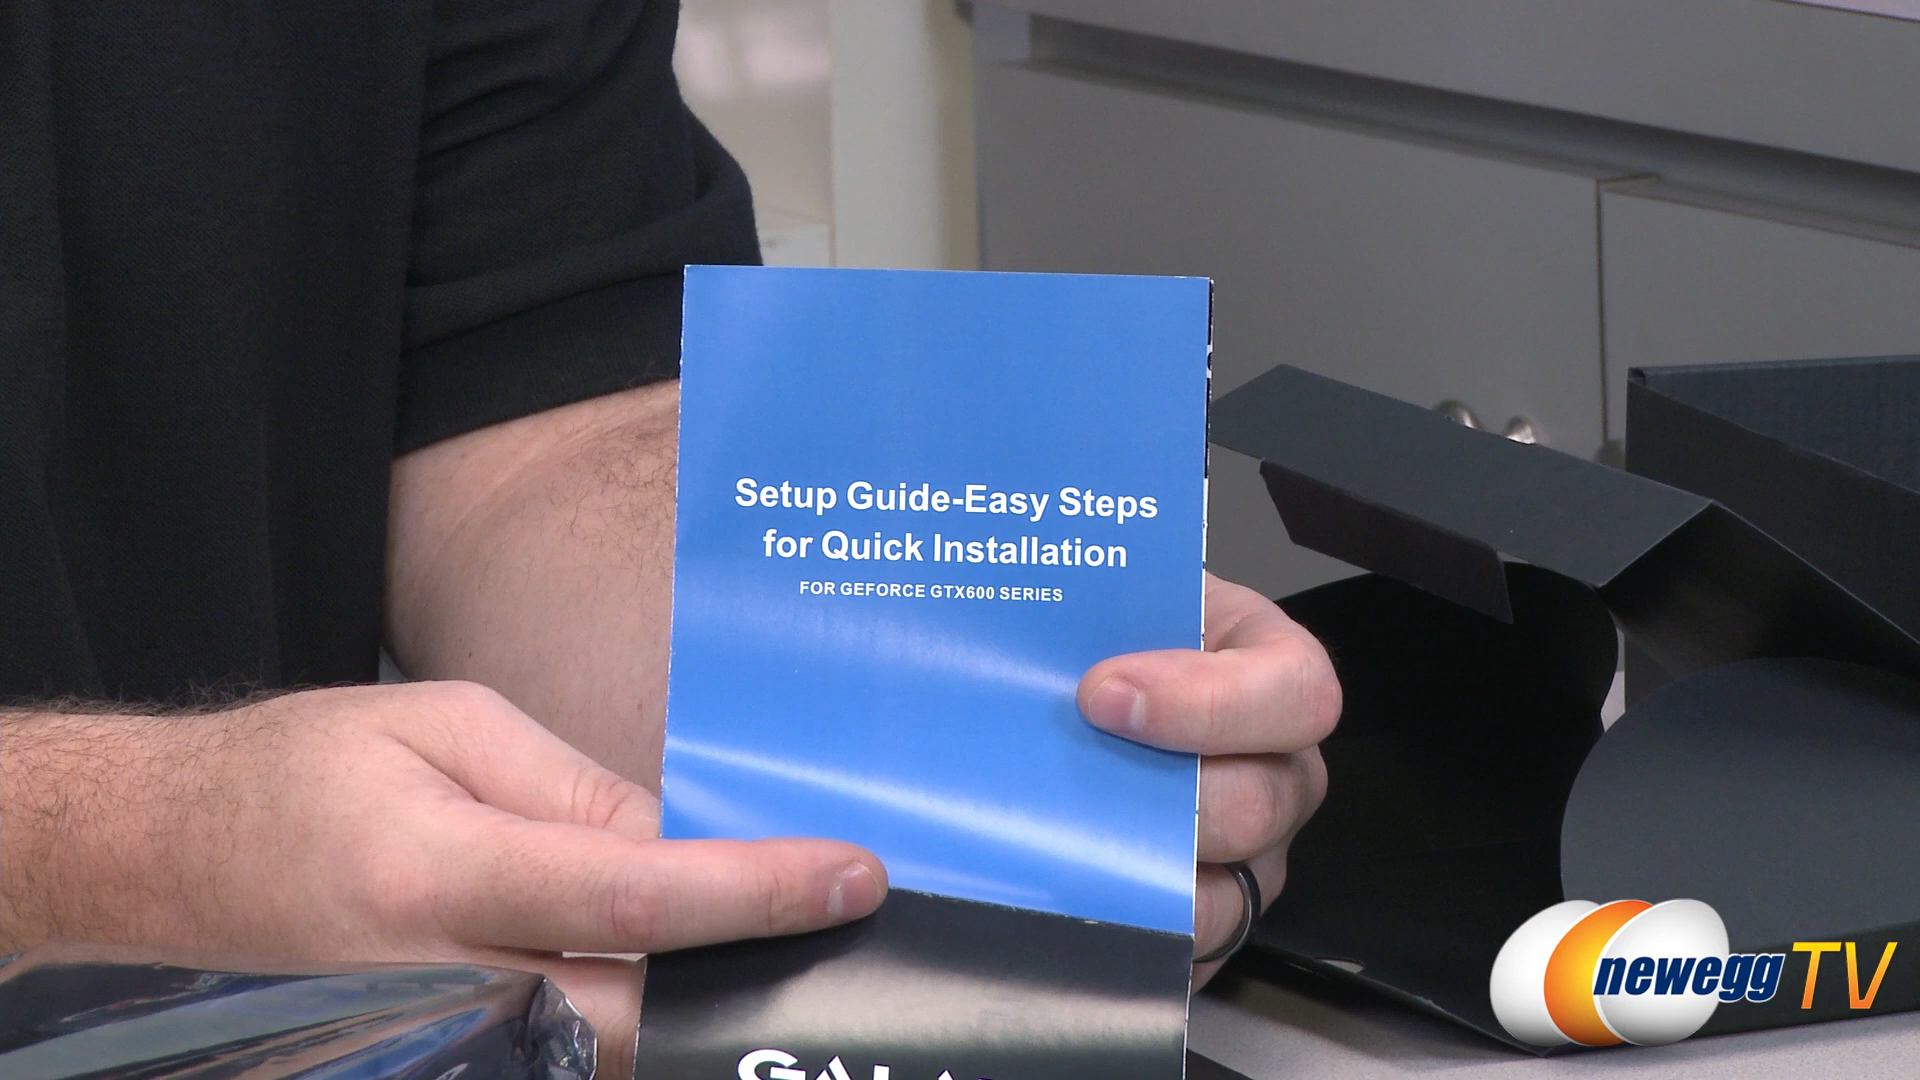 Setup Guide-Easy Steps
for Quick Installation
FOR GEFORCE GTX600 SERIES
newegg TV